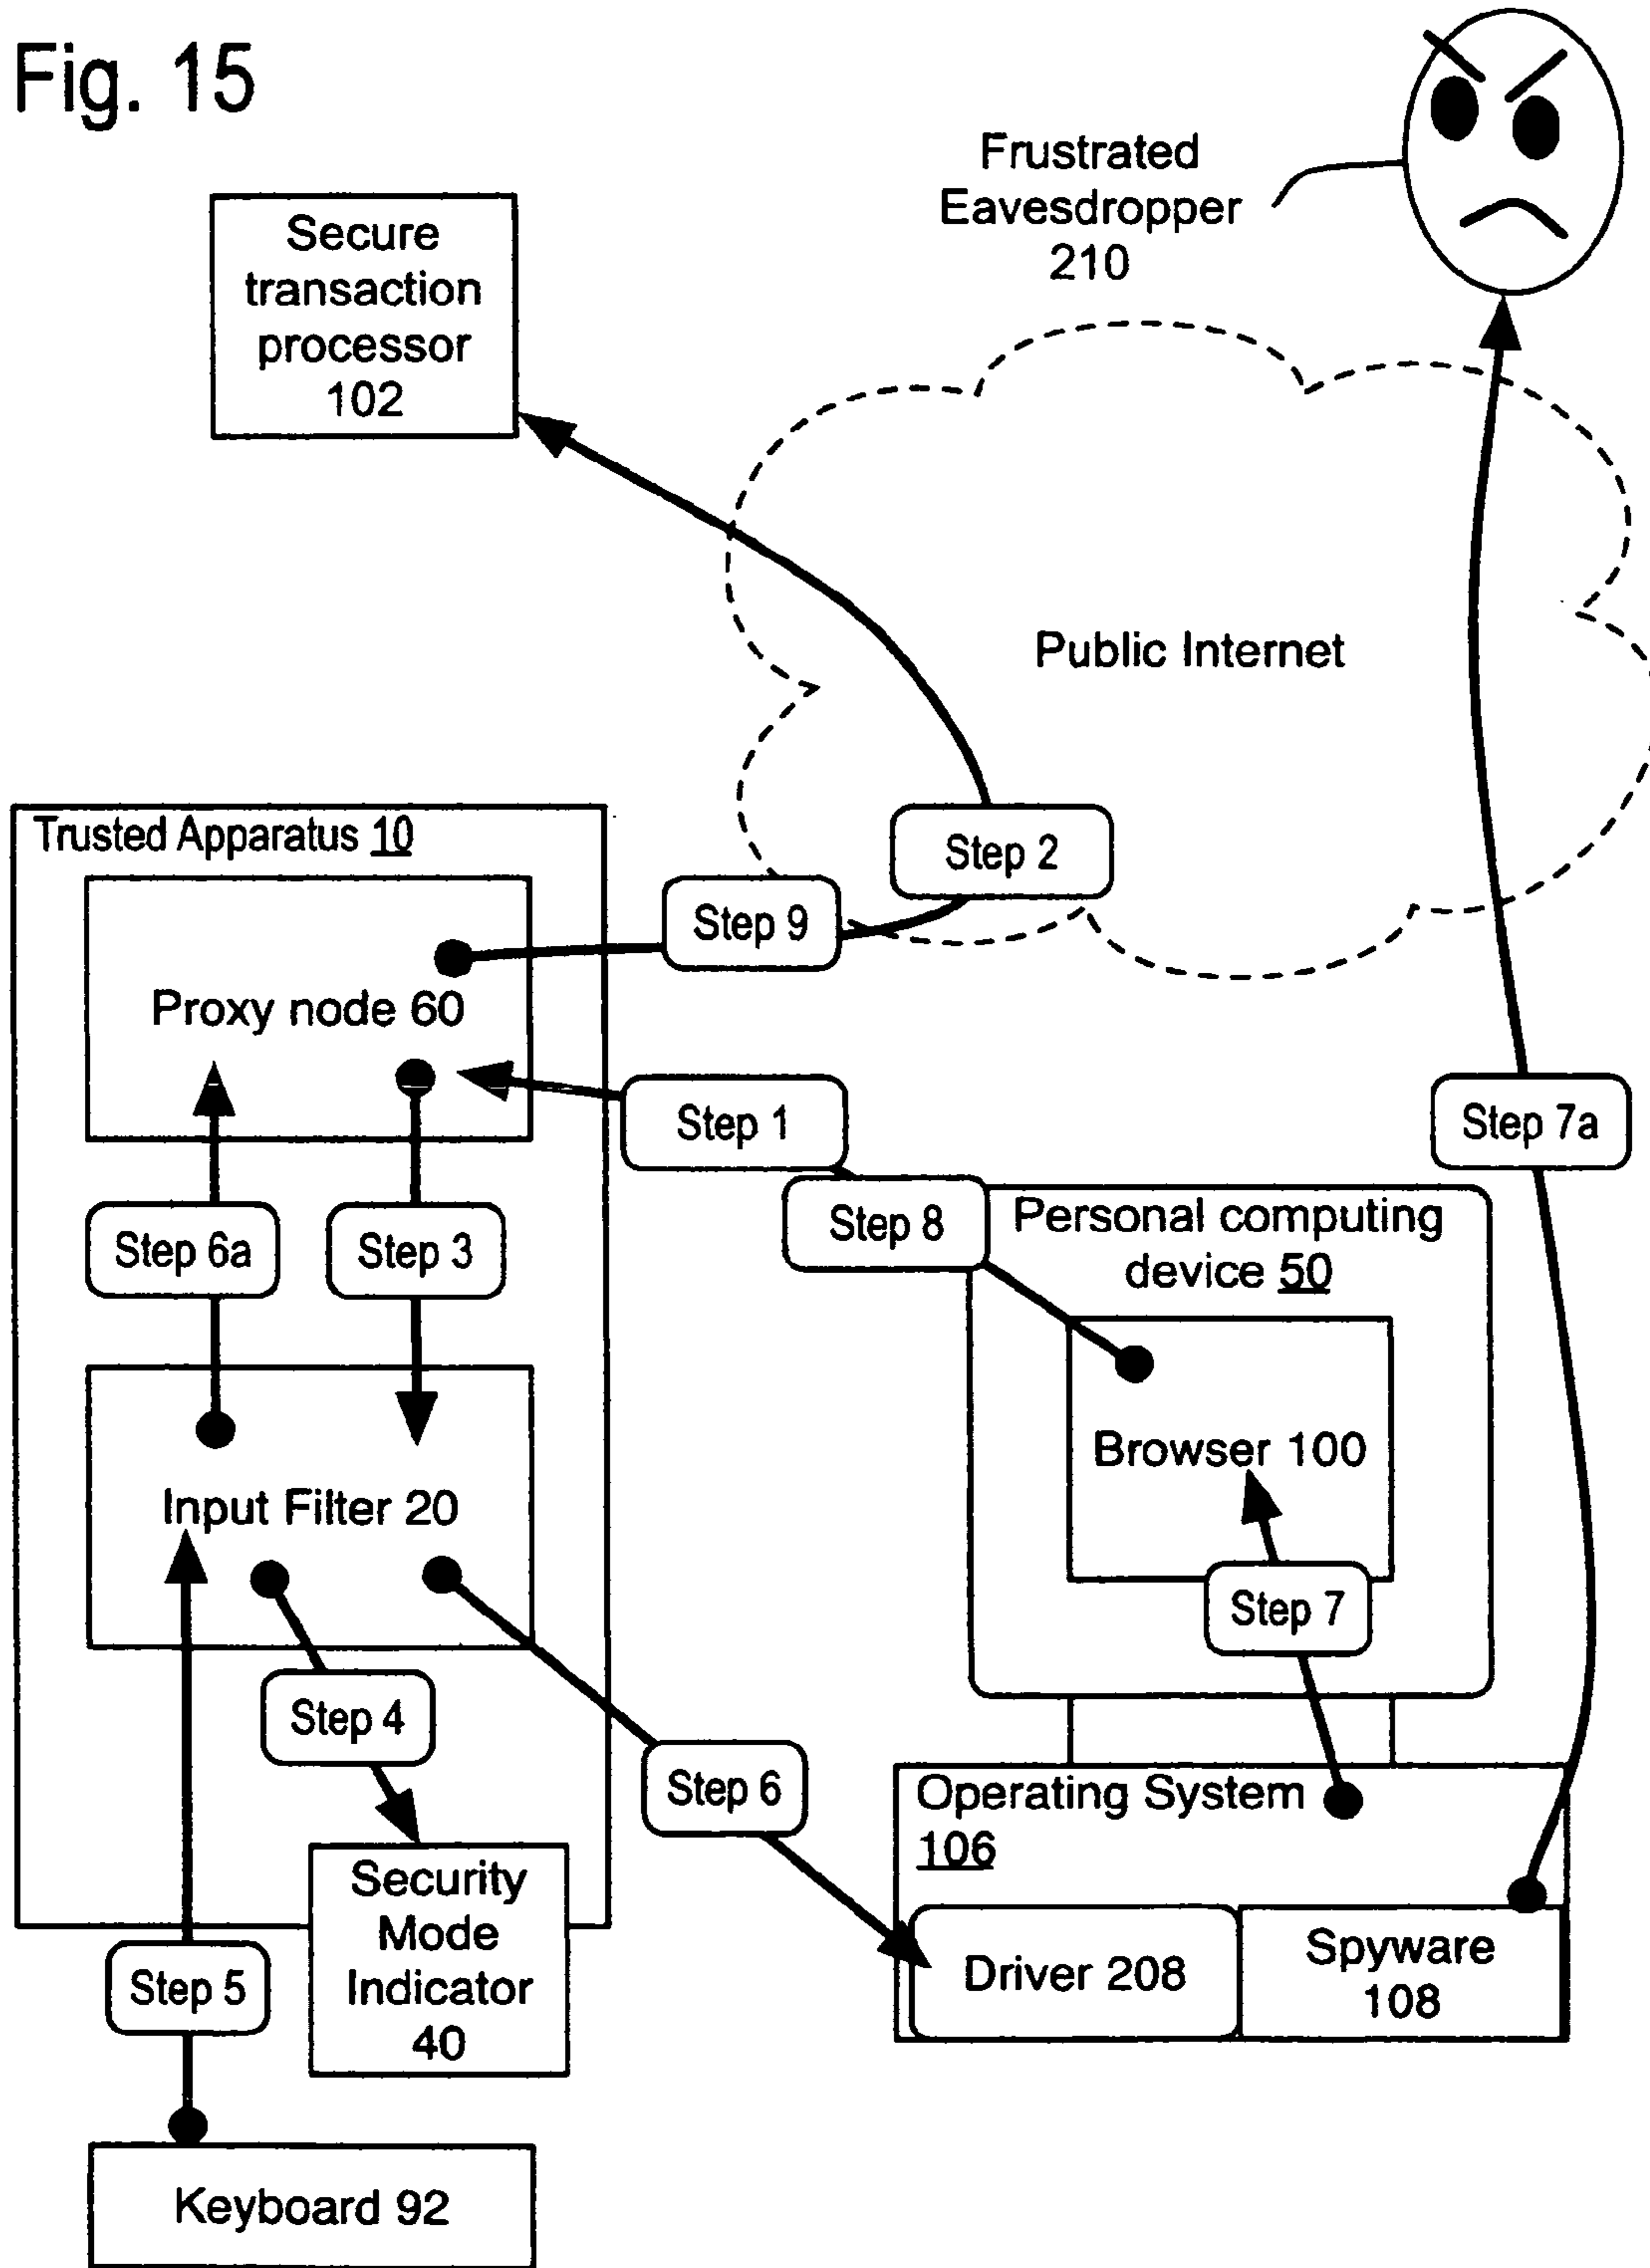 Fig. 15
Frustrated
Eavesdropper
210
Secure
transaction
processor
102
Public Internet
Trusted Apparatus 10
Step 2
Step 9
Proxy node 60
Step 1
Step 7a
Step 6a
Step 3
Step 8
Personal computing
device 50
Browser 100
Input Filter 20
Step 7
Step 4
Step 6
Operating System
106
Security
Mode
Indicator
40
Step 5
Driver 208
Spyware
108
Keyboard 92